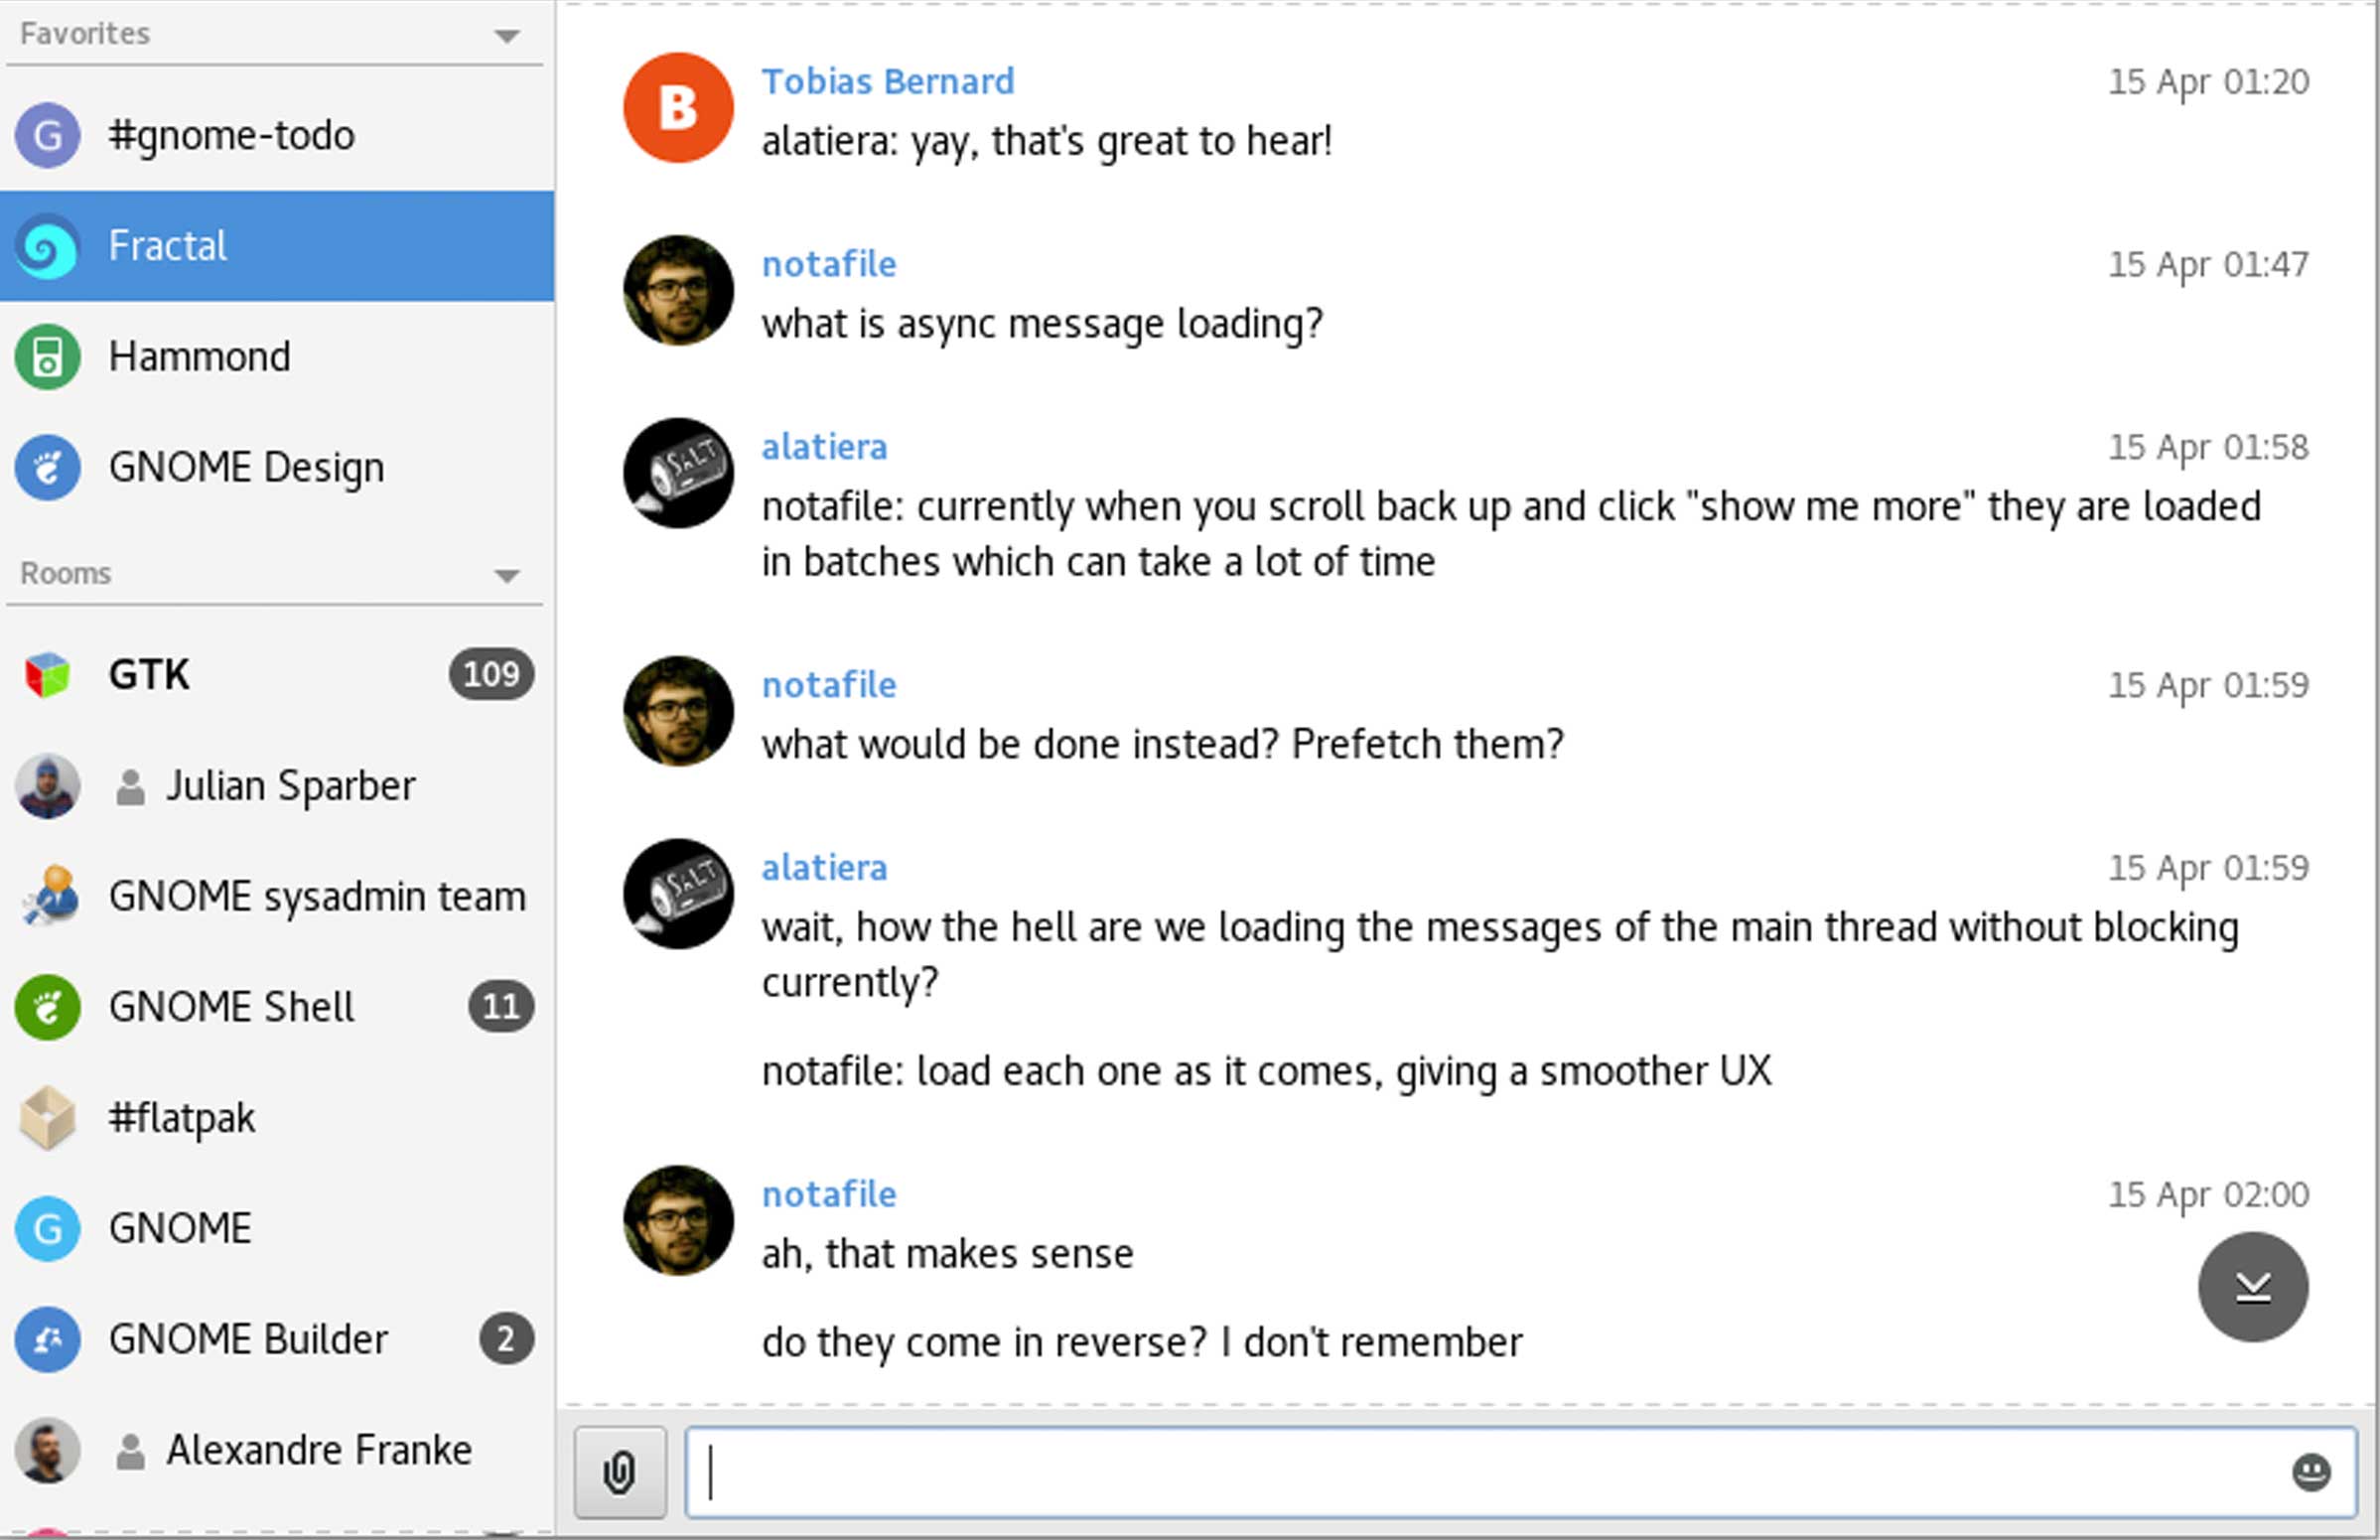 Favorites
G
#gnome-todo
Fractal
Hammond
GNOME Design
Rooms
GTK 109
Julian Sparber
GNOME sysadmin team
GNOME Shell 11
#flatpak
G
GNOME
GNOME Builder 2
Alexandre Franke
B
Tobias Bernard 15 Apr 01:20
alatiera: yay, that's great to hear!
notafile 15 Apr 01:47
what is async message loading?
SALT
alatiera 15 Apr 01:58
notafile: currently when you scroll back up and click "show me more" they are loaded
in batches which can take a lot of time
notafile 15 Apr 01:59
what would be done instead? Prefetch them?
SALT
alatiera 15 Apr 01:59
wait, how the hell are we loading the messages of the main thread without blocking
currently?
notafile: load each one as it comes, giving a smoother UX
notafile 15 Apr 02:00
ah, that makes sense
do they come in reverse? I don't remember